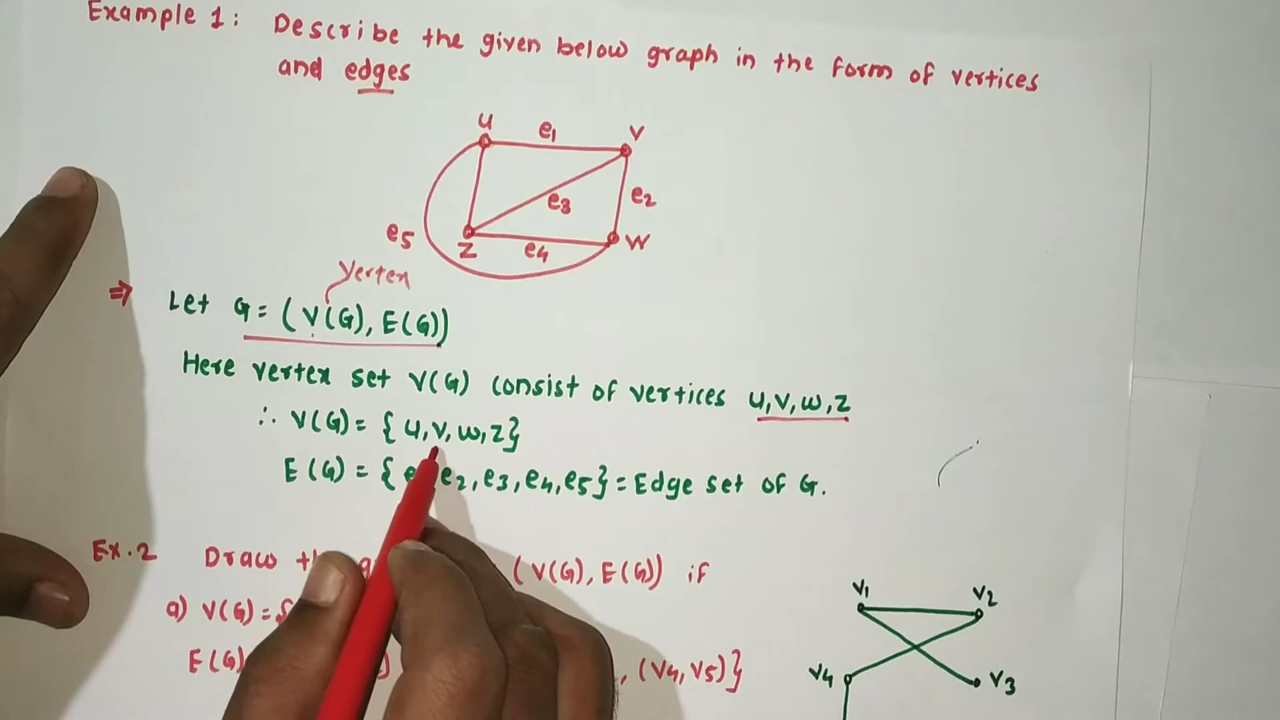 Example 1: Describe the given below graph in the form of vertices
and edges
u e1 v
e3 e2
e5 z e4 w
Verten
⇒ Let G = (V(G), E(G))
Here vertex set V(G) consist of vertices u,v,w,z
∴ V(G) = {u,v,w,z}
E(G) = { e2, e3, e4, e5} = Edge set of G.
Ex.2 Draw (V(G), E(G)) if
a) V(G) =
E(G) , (v4, v5)}
v1 v2
v4 v3